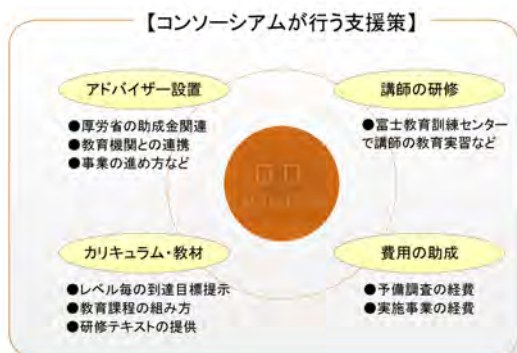 【コンソーシアムが行う支援策】
アドバイザー設置
●厚労省の助成金関連
●教育機関との連携
●事業の進め方など
講師の研修
●富士教育訓練センター
で講師の教育実習など
カリキュラム・教材
●レベル毎の到達目標提示
●教育課程の組み方
●研修テキストの提供
費用の助成
●予備調査の経費
●実施事業の経費